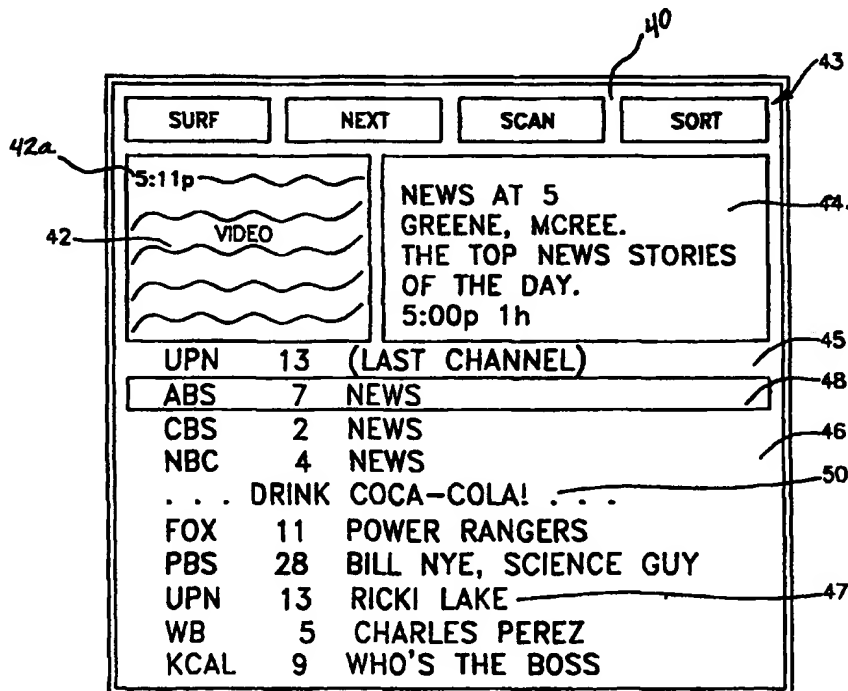 40
43
SURF NEXT SCAN SORT
42a
5:11p
42
VIDEO
NEWS AT 5
GREENE, MCREE.
THE TOP NEWS STORIES
OF THE DAY.
5:00p 1h
44.
UPN 13 (LAST CHANNEL)
45
ABS 7 NEWS
48
CBS 2 NEWS
46
NBC 4 NEWS
. . . DRINK COCA-COLA! . . .
50
FOX 11 POWER RANGERS
PBS 28 BILL NYE, SCIENCE GUY
UPN 13 RICKI LAKE
47
WB 5 CHARLES PEREZ
KCAL 9 WHO'S THE BOSS